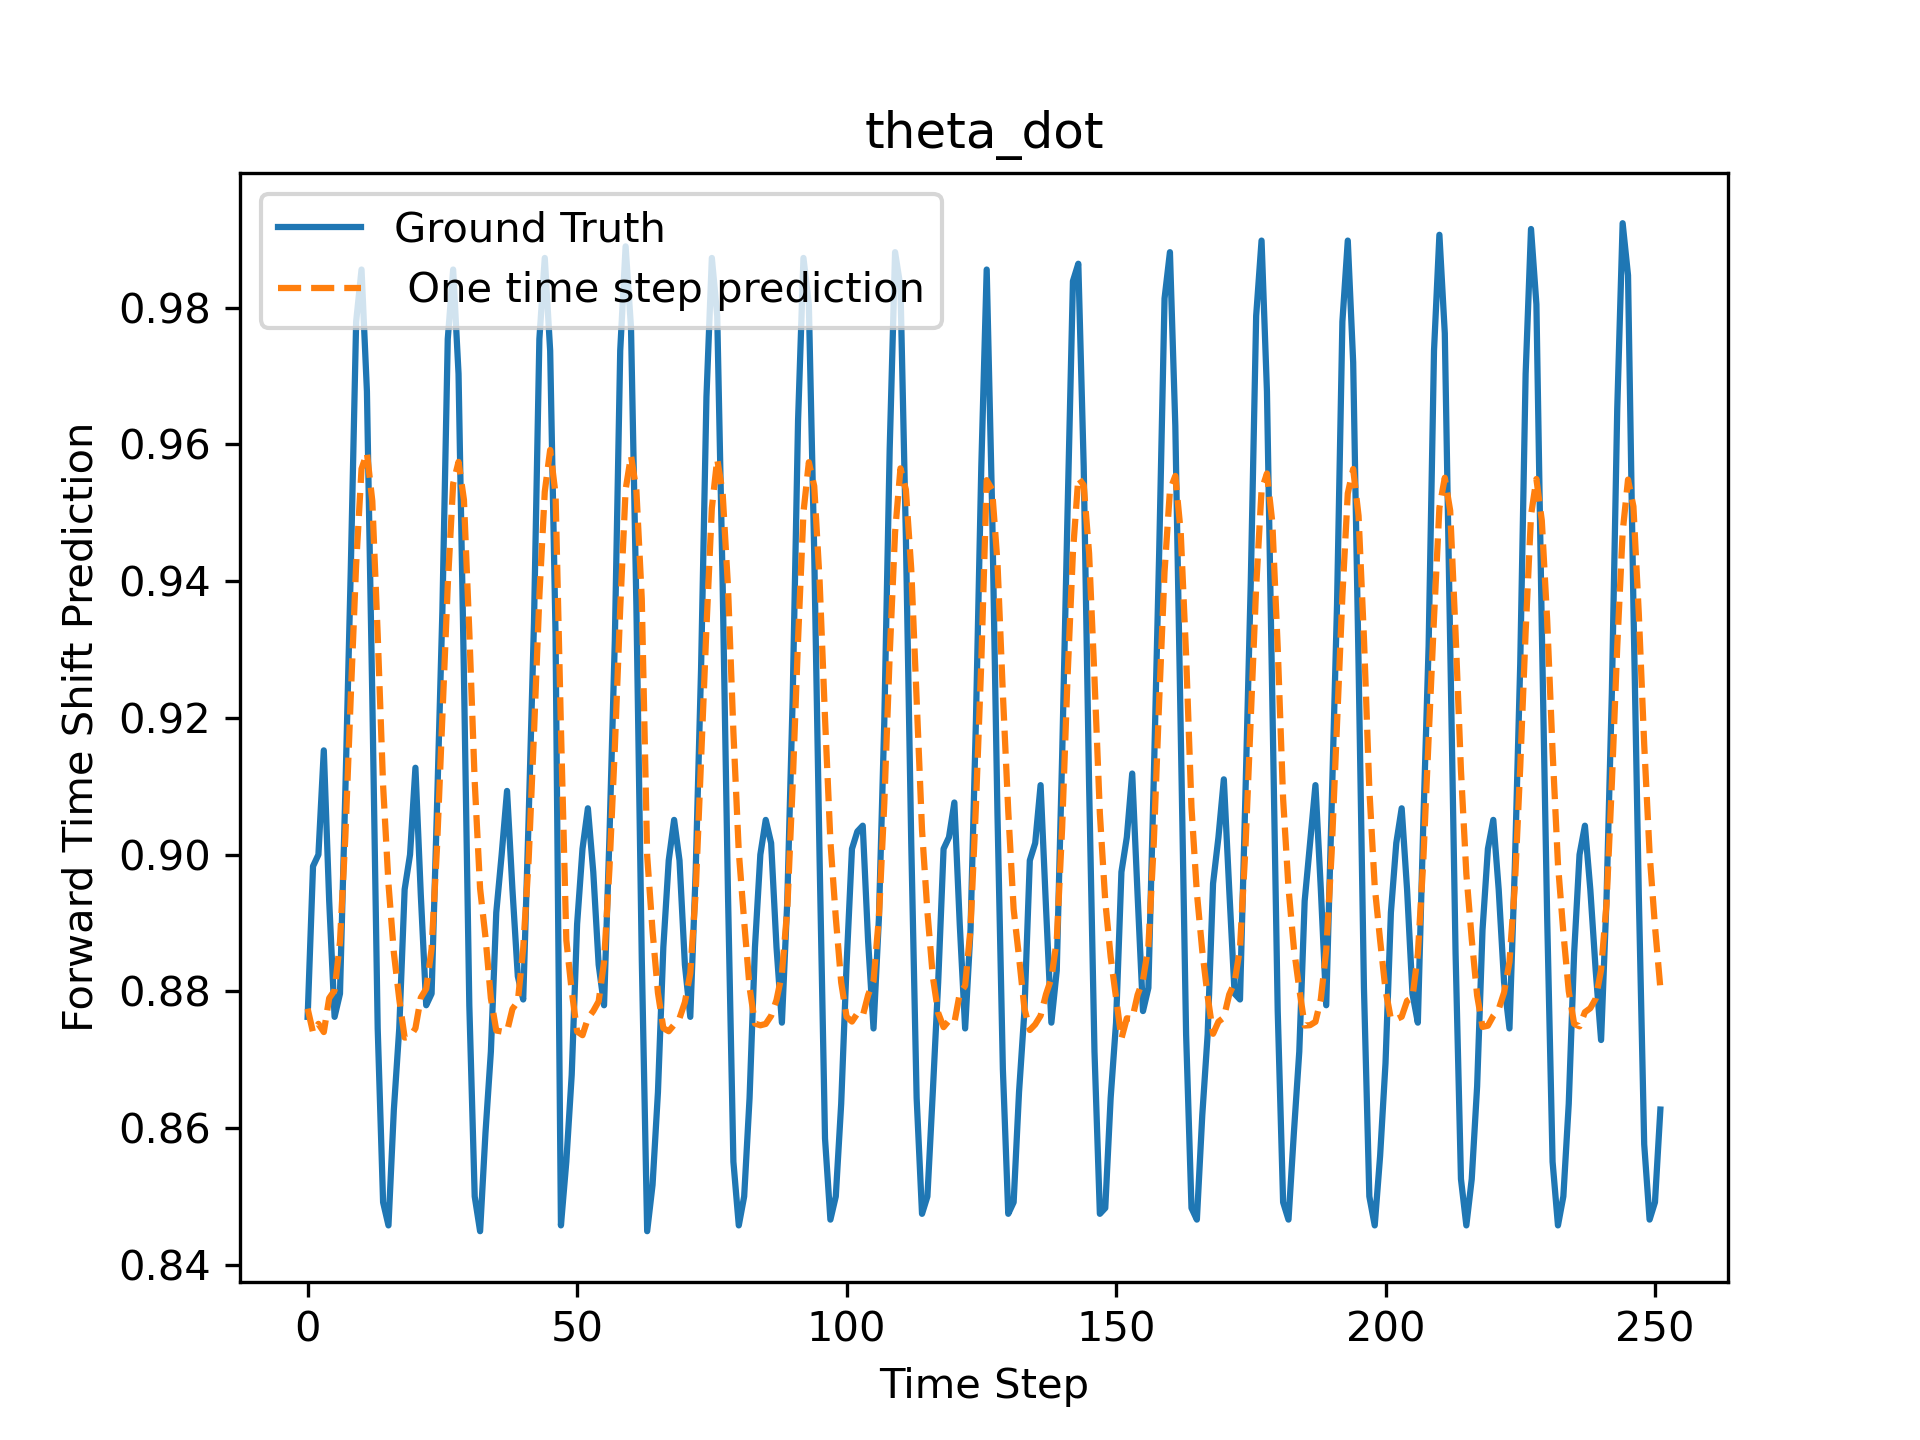 theta_dot
Ground Truth
One time step prediction
Forward Time Shift Prediction
0.98
0.96
0.94
0.92
0.90
0.88
0.86
0.84
0 50 100 150 200 250
Time Step